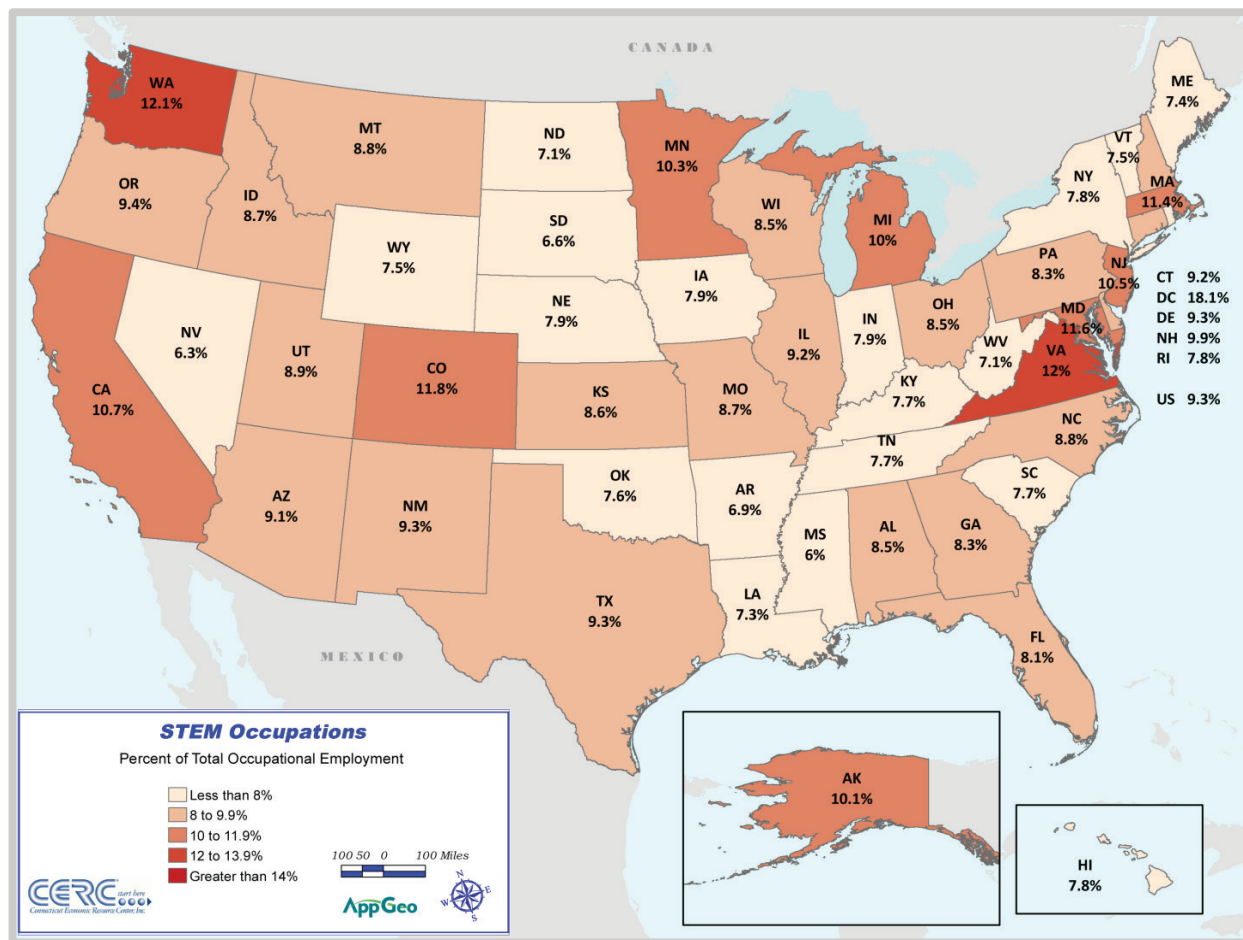 CANADA
WA
12.1%
MT
8.8%
ND
7.1%
MN
10.3%
ME
7.4%
VT
7.5%
OR
9.4%
ID
8.7%
SD
6.6%
WI
8.5%
MI
10%
NY
7.8%
MA
11.4%
WY
7.5%
IA
7.9%
NE
7.9%
PA
8.3%
NJ
10.5%
CT 9.2%
DC 18.1%
DE 9.3%
NH 9.9%
RI 7.8%
US 9.3%
NV
6.3%
UT
8.9%
CO
11.8%
IL
9.2%
IN
7.9%
OH
8.5%
MD
11.6%
WV
7.1%
VA
12%
CA
10.7%
KS
8.6%
MO
8.7%
KY
7.7%
NC
8.8%
TN
7.7%
SC
7.7%
AZ
9.1%
NM
9.3%
OK
7.6%
AR
6.9%
MS
6%
AL
8.5%
GA
8.3%
TX
9.3%
LA
7.3%
FL
8.1%
MEXICO
STEM Occupations
Percent of Total Occupational Employment
Less than 8%
8 to 9.9%
10 to 11.9%
12 to 13.9%
Greater than 14%
100 50 0 100 Miles
CERC start here
Connecticut Economic Resource Center, Inc.
AppGeo
N
E
S
W
AK
10.1%
HI
7.8%